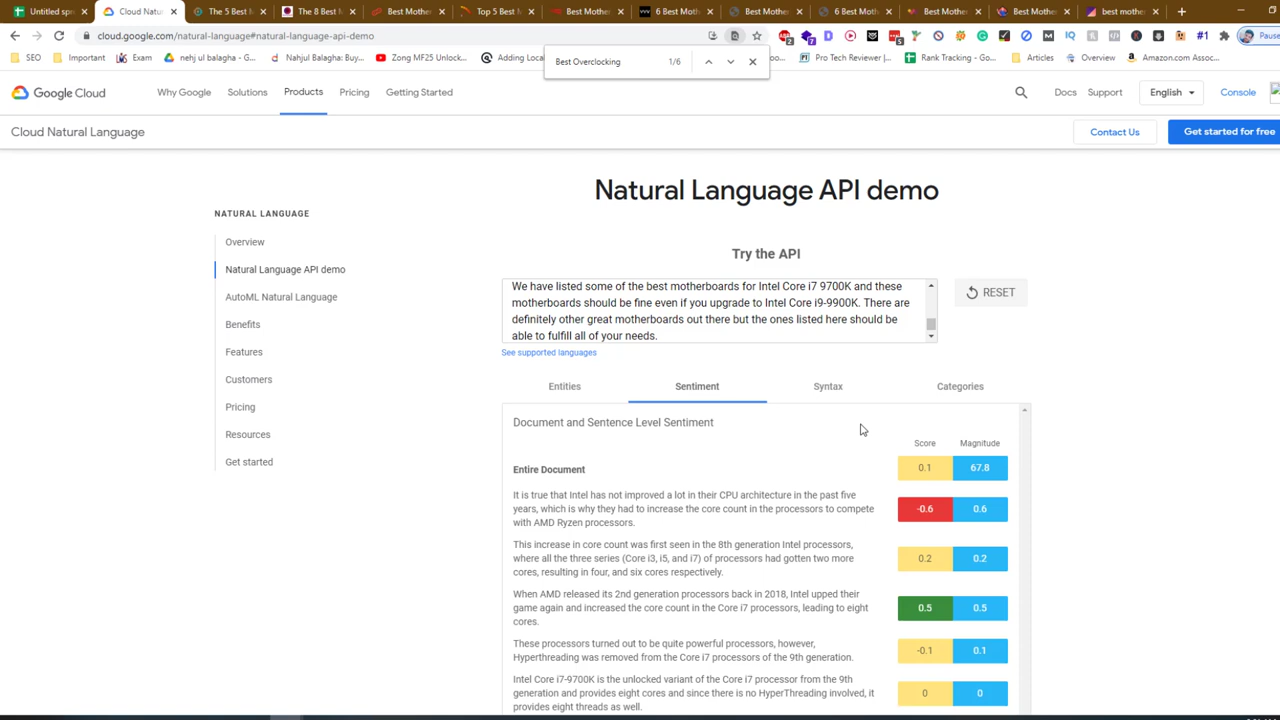 Untitled spre
Cloud Natur
The 5 Best M
The 8 Best M
Best Mother
Top 5 Best M
Best Mother
6 Best Moth
Best Mother
6 Best Moth
Best Mother
Best Mother
best mother
cloud.google.com/natural-language#natural-language-api-demo
Pause
SEO
Important
Exam
nehj ul balagha - G...
Nahjul Balagha: Buy...
Zong MF25 Unlock...
Adding Local
Pro Tech Reviewer |...
Rank Tracking - Go...
Articles
Overview
Amazon.com Assoc...
Best Overclocking
1/6
Google Cloud
Why Google
Solutions
Products
Pricing
Getting Started
Docs
Support
English
Console
Cloud Natural Language
Contact Us
Get started for free
Natural Language API demo
NATURAL LANGUAGE
Overview
Natural Language API demo
AutoML Natural Language
Benefits
Features
Customers
Pricing
Resources
Get started
Try the API
We have listed some of the best motherboards for Intel Core i7 9700K and these
motherboards should be fine even if you upgrade to Intel Core i9-9900K. There are
definitely other great motherboards out there but the ones listed here should be
able to fulfill all of your needs.
RESET
See supported languages
Entities
Sentiment
Syntax
Categories
Document and Sentence Level Sentiment
Score
Magnitude
Entire Document
0.1
67.8
It is true that Intel has not improved a lot in their CPU architecture in the past five
years, which is why they had to increase the core count in the processors to compete
with AMD Ryzen processors.
-0.6
0.6
This increase in core count was first seen in the 8th generation Intel processors,
where all the three series (Core i3, i5, and i7) of processors had gotten two more
cores, resulting in four, and six cores respectively.
0.2
0.2
When AMD released its 2nd generation processors back in 2018, Intel upped their
game again and increased the core count in the Core i7 processors, leading to eight
cores.
0.5
0.5
These processors turned out to be quite powerful processors, however,
Hyperthreading was removed from the Core i7 processors of the 9th generation.
-0.1
0.1
Intel Core i7-9700K is the unlocked variant of the Core i7 processor from the 9th
generation and provides eight cores and since there is no HyperThreading involved, it
provides eight threads as well.
0
0